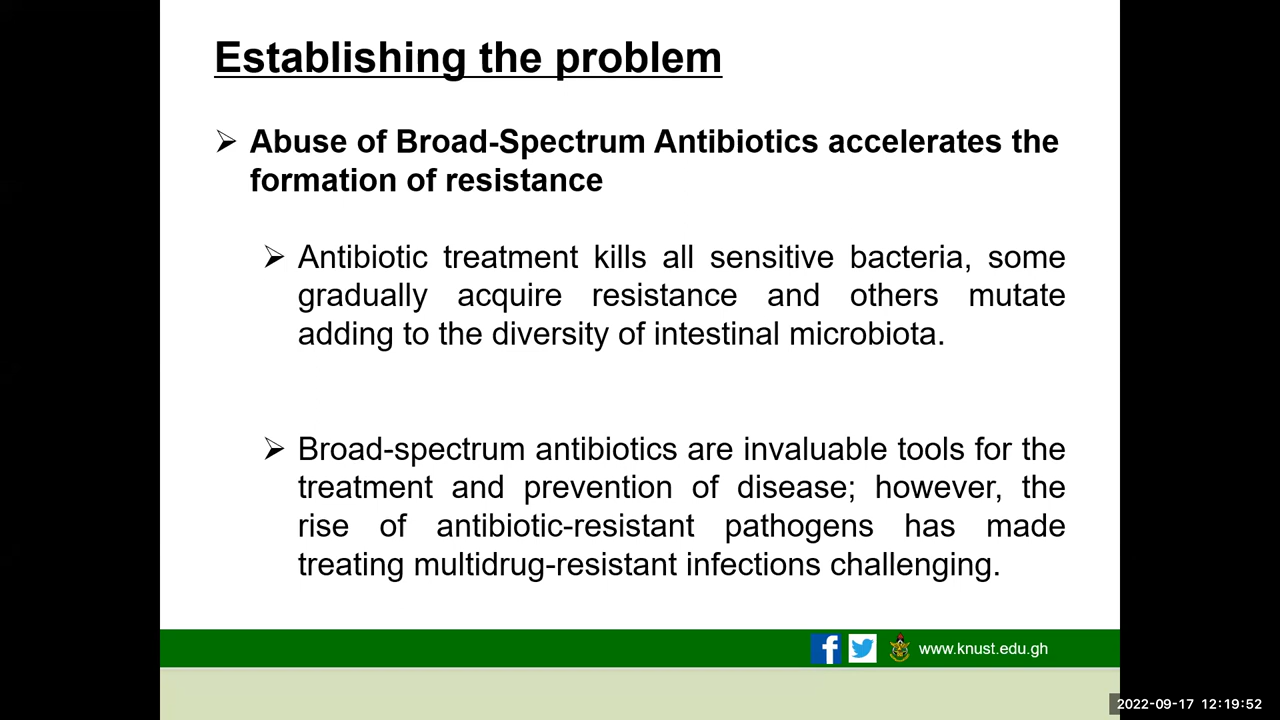 Establishing the problem
Abuse of Broad-Spectrum Antibiotics accelerates the
formation of resistance
Antibiotic treatment kills all sensitive bacteria, some
gradually acquire resistance and others mutate
adding to the diversity of intestinal microbiota.
Broad-spectrum antibiotics are invaluable tools for the
treatment and prevention of disease; however, the
rise of antibiotic-resistant pathogens has made
treating multidrug-resistant infections challenging.
www.knust.edu.gh
2022-09-17 12:19:52